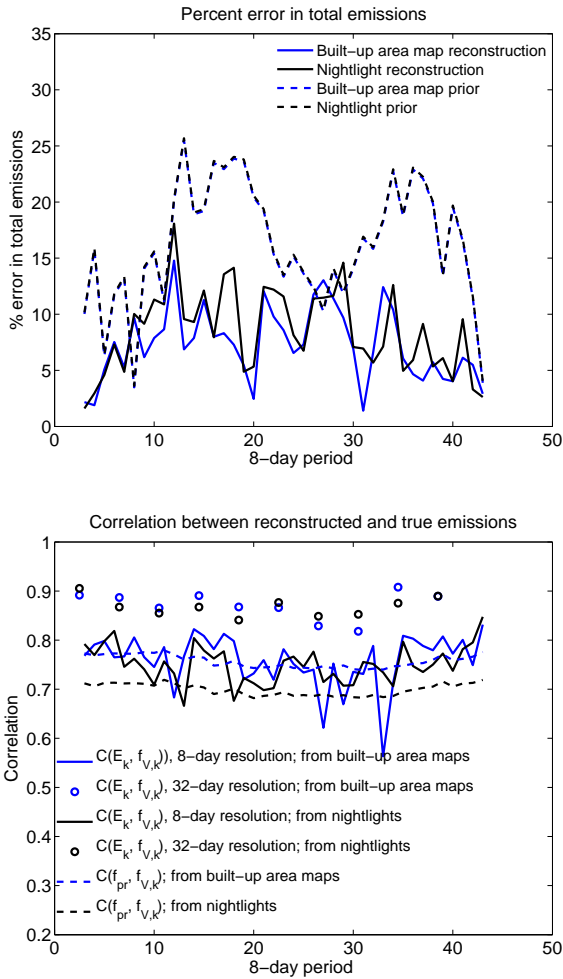 Percent error in total emissions
35
30
25
20
15
10
5
0
% error in total emissions
Built−up area map reconstruction
Nightlight reconstruction
Built−up area map prior
Nightlight prior
0 10 20 30 40 50
8−day period
Correlation between reconstructed and true emissions
1
0.9
0.8
0.7
0.6
0.5
0.4
0.3
0.2
Correlation
C(E_k, f_V,k)), 8-day resolution; from built-up area maps
C(E_k, f_V,k), 32-day resolution; from built-up area maps
C(E_k, f_V,k), 8-day resolution; from nightlights
C(E_k, f_V,k), 32-day resolution; from nightlights
C(f_pr, f_V,k); from built-up area maps
C(f_pr, f_V,k); from nightlights
0 10 20 30 40 50
8−day period